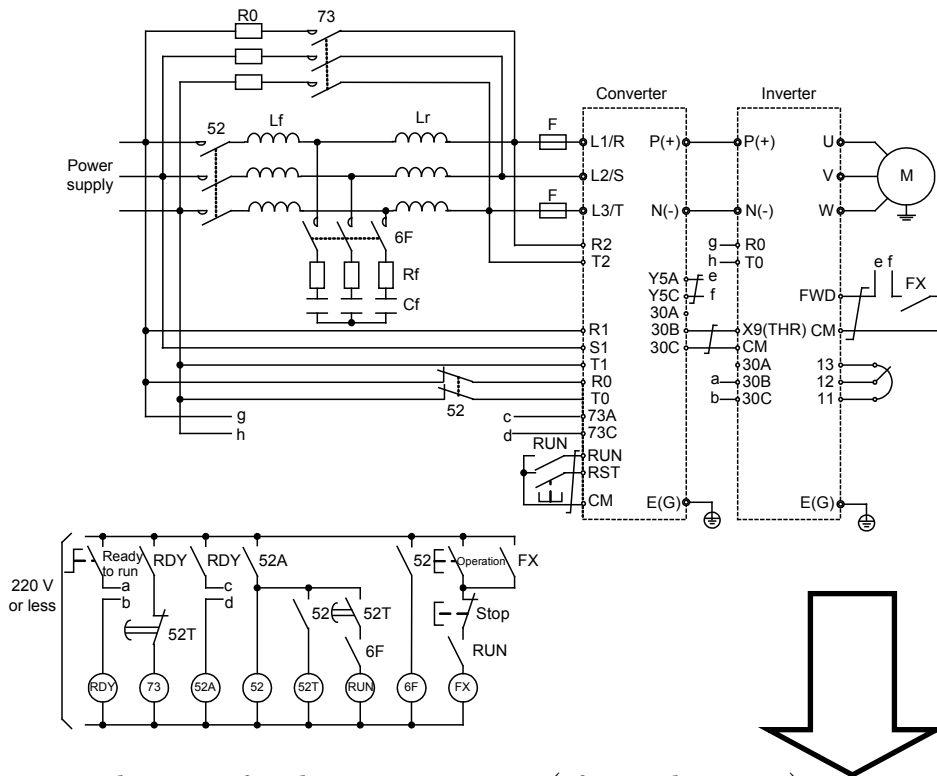 R0 73
Converter Inverter
52 Lf Lr F
L1/R P(+) P(+) U
Power
supply
L2/S V M
F
L3/T N(-) N(-) W
6F
R2 g R0
T2 h T0
Rf
Y5A e e f
FX
Cf
Y5C f FWD
30A
R1 30B X9(THR) CM
S1 30C CM
T1 30A 13
R0 a 30B 12
T0 b 30C 11
52
g c 73A
h d 73C
RUN
RUN
RST
CM E(G) E(G)
220 V
or less
Ready
to run
RDY RDY 52A 52 Operation FX
a c
b d
52T 52 52T Stop
6F RUN
RDY 73 52A 52 52T RUN 6F FX